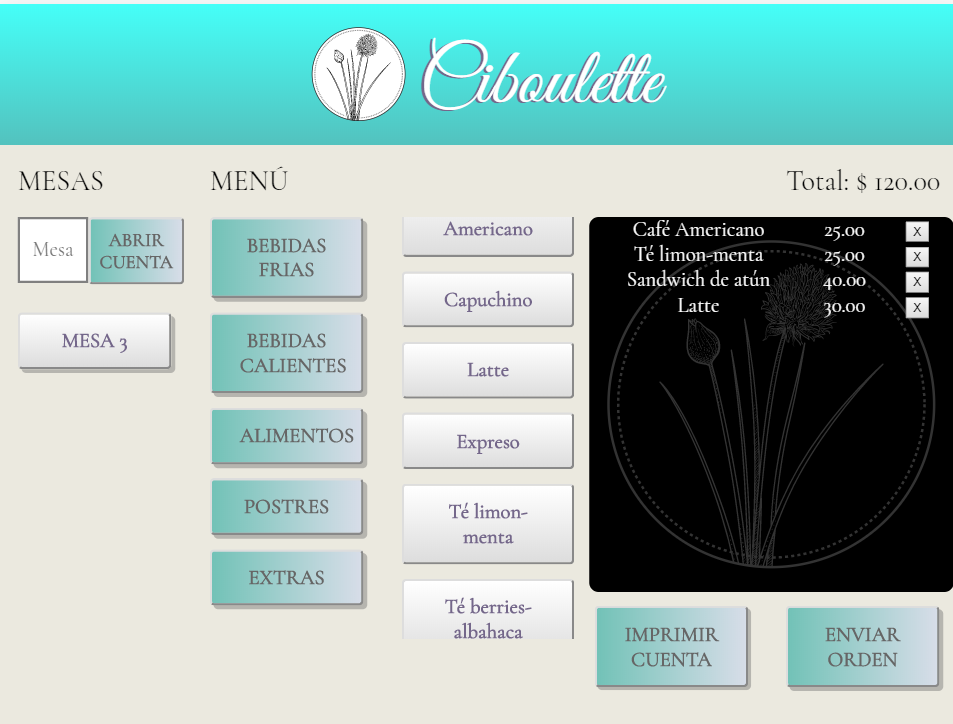 Ciboulette
MESAS
MENÚ
Total: $ 120.00
Mesa
ABRIR
CUENTA
MESA 3
BEBIDAS
FRIAS
BEBIDAS
CALIENTES
ALIMENTOS
POSTRES
EXTRAS
Americano
Capuchino
Latte
Expreso
Té limon-
menta
Té berries-
albahaca
Café Americano 25.00 X
Té limon-menta 25.00 X
Sandwich de atún 40.00 X
Latte 30.00 X
IMPRIMIR
CUENTA
ENVIAR
ORDEN